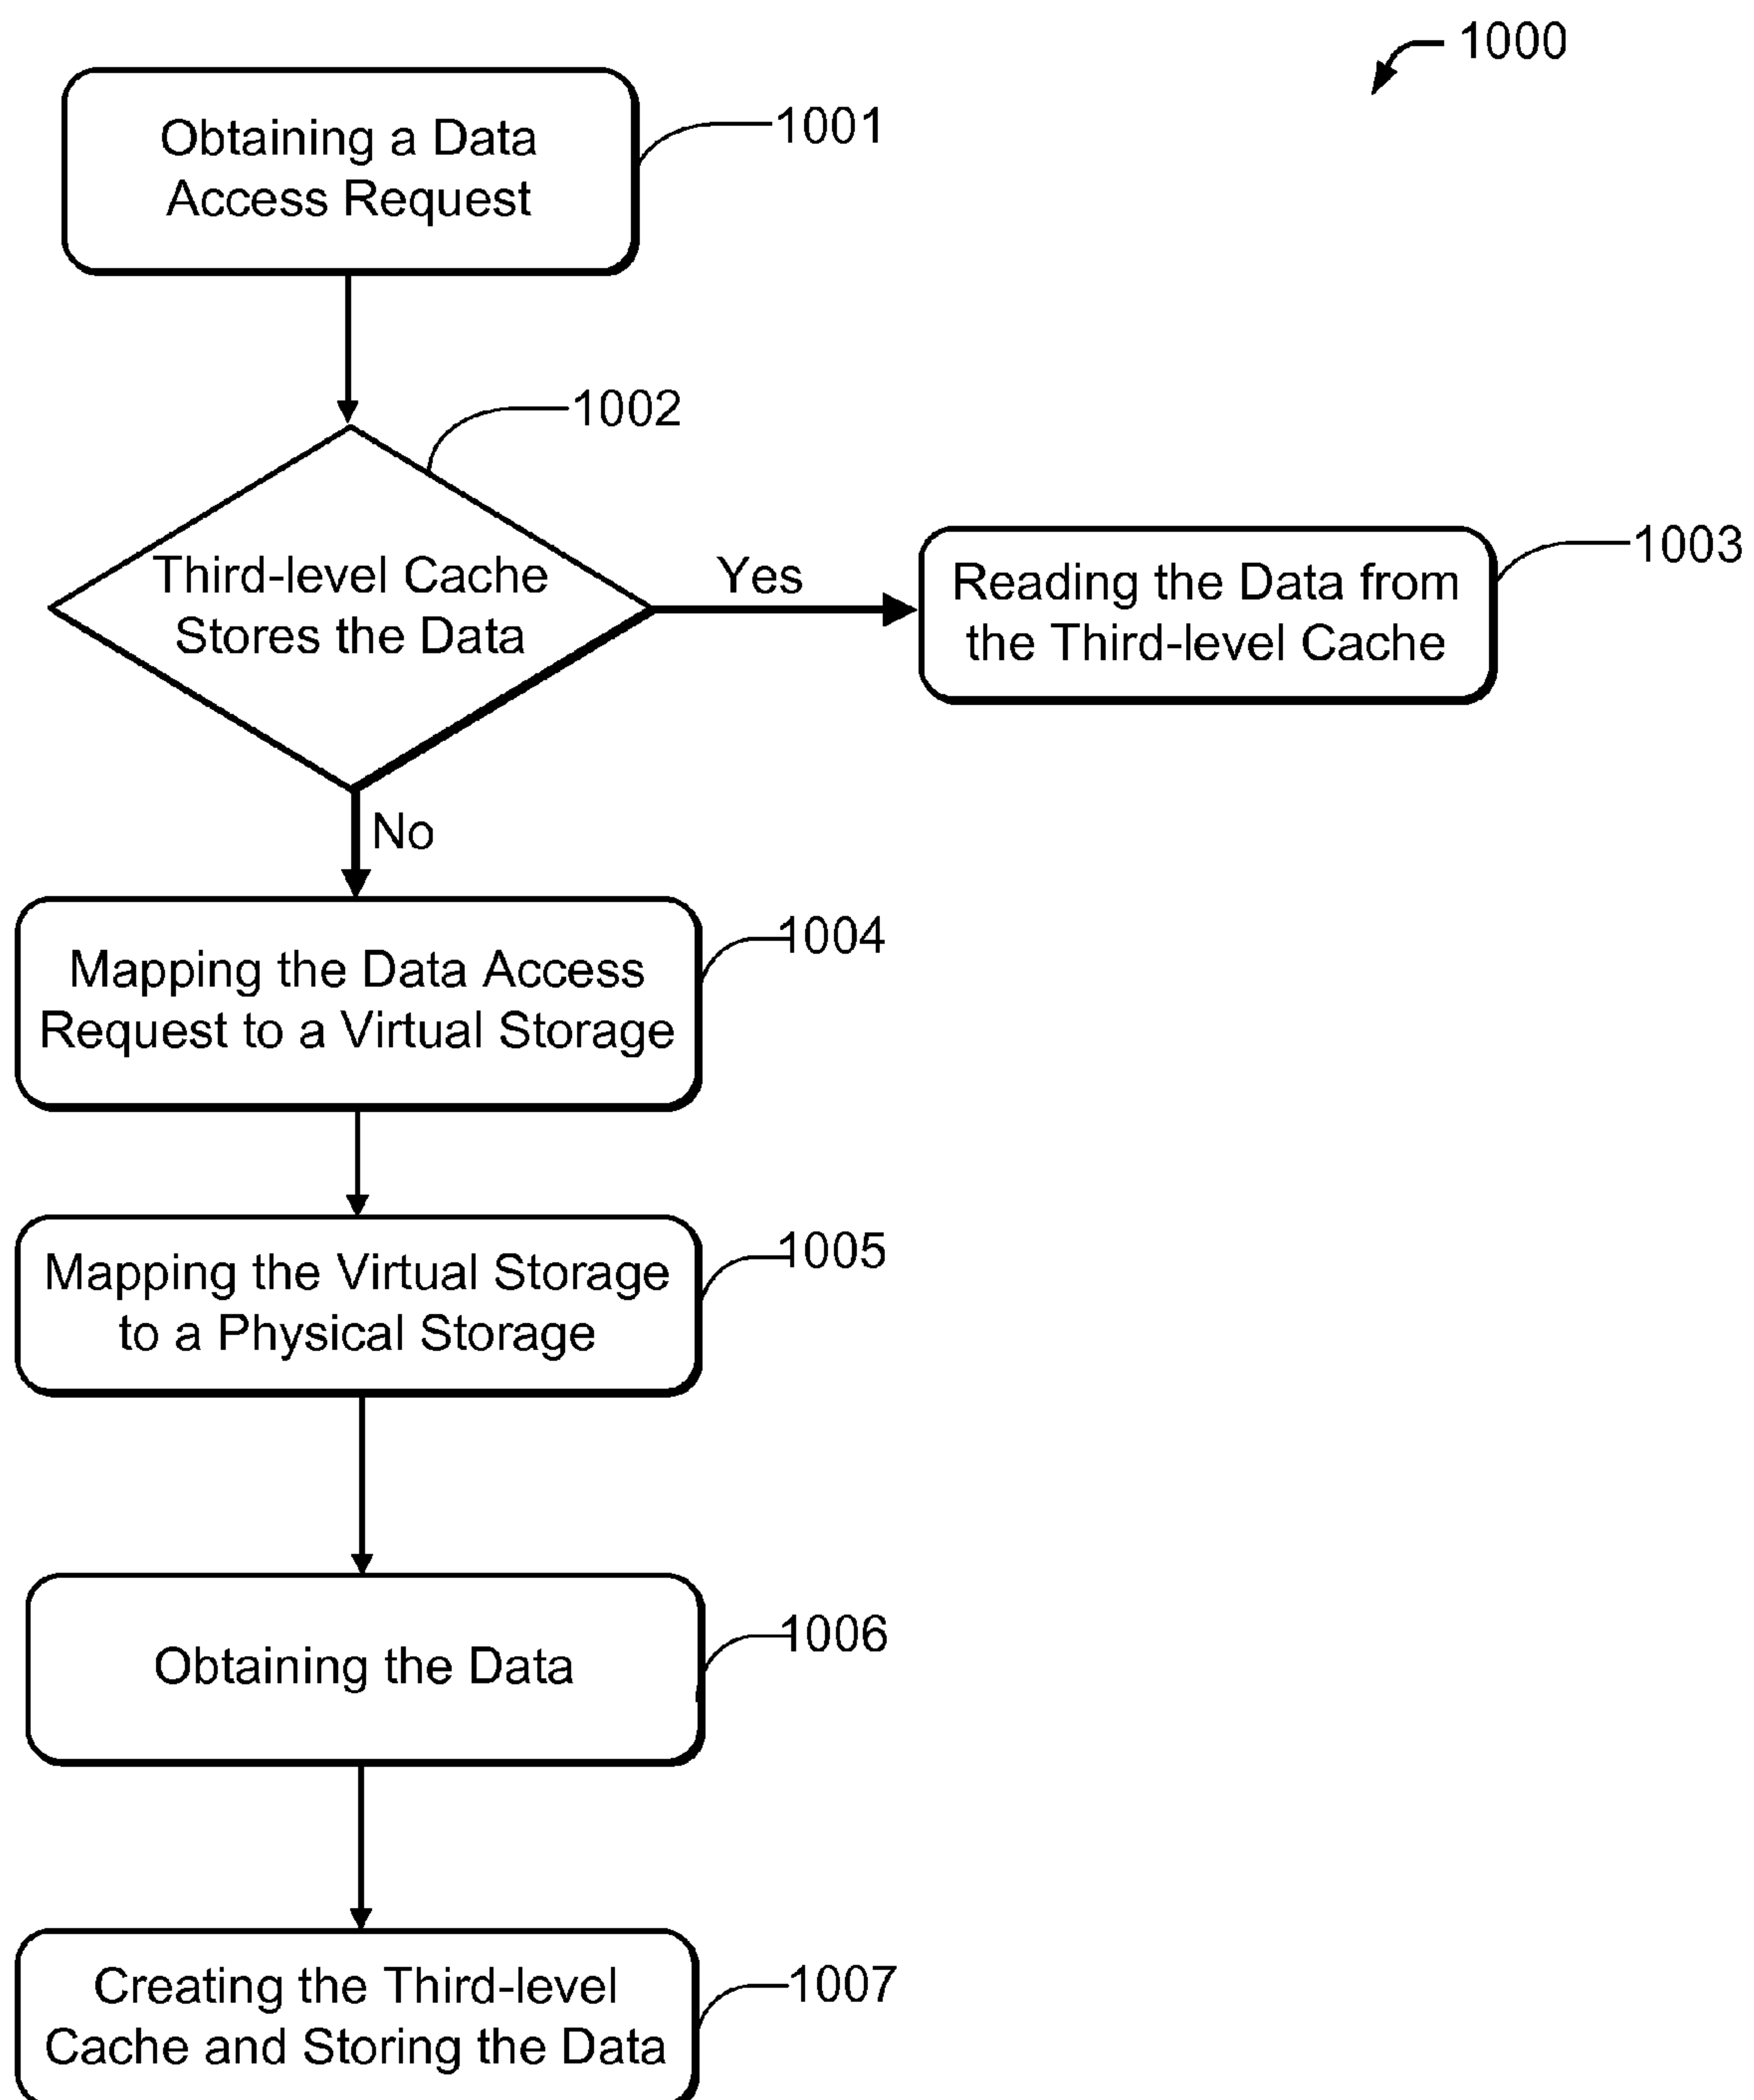 1000
Obtaining a Data
Access Request
1001
1002
Third-level Cache
Stores the Data
Yes
Reading the Data from
the Third-level Cache
1003
No
Mapping the Data Access
Request to a Virtual Storage
1004
Mapping the Virtual Storage
to a Physical Storage
1005
Obtaining the Data
1006
Creating the Third-level
Cache and Storing the Data
1007